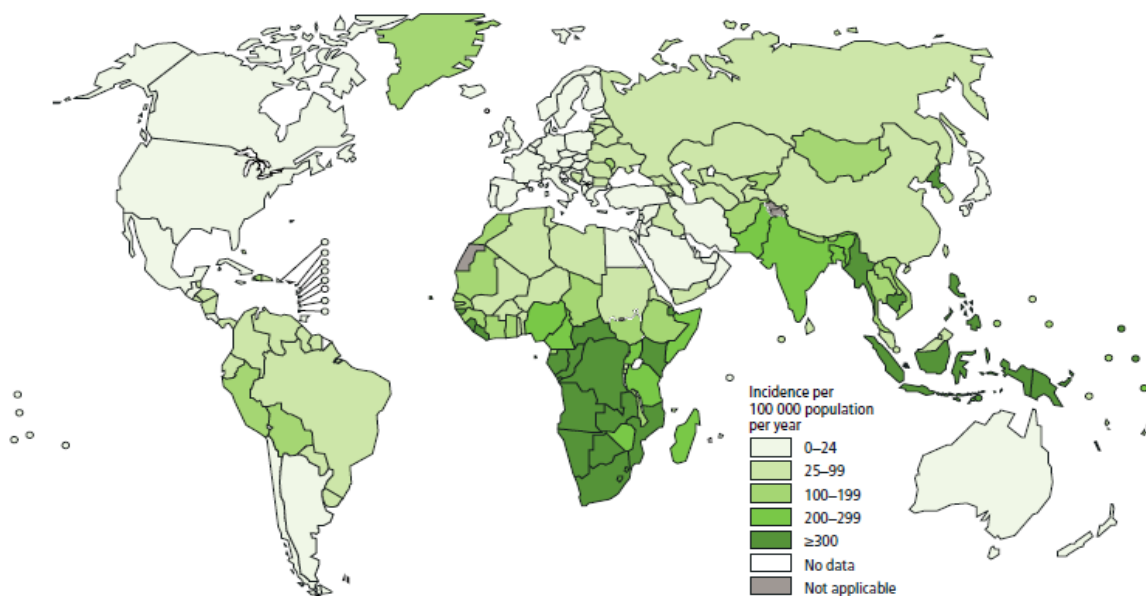 Incidence per
100 000 population
per year
0–24
25–99
100–199
200–299
≥300
No data
Not applicable